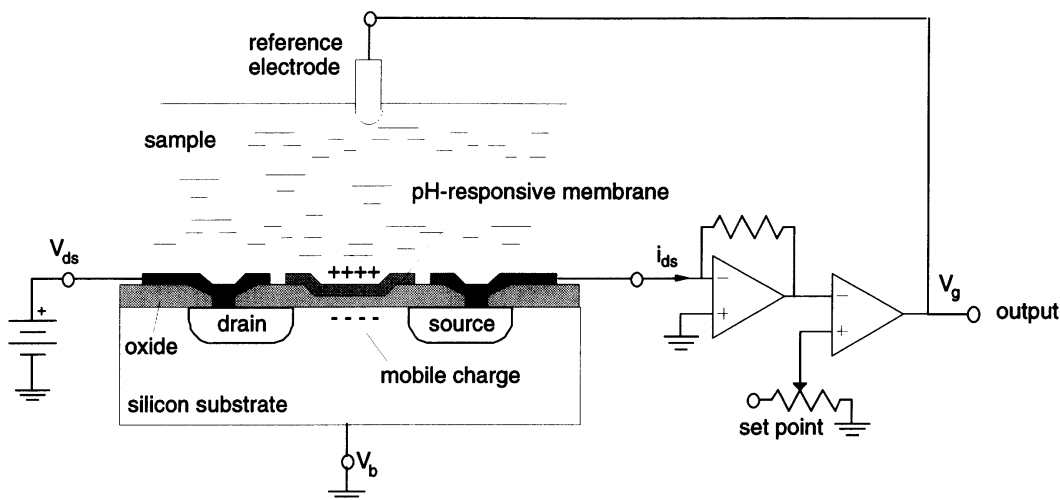 reference
electrode
sample
pH-responsive membrane
V_ds
++++
i_ds
−
+
−
+
V_g
output
+
drain
----
source
oxide
mobile charge
silicon substrate
set point
V_b